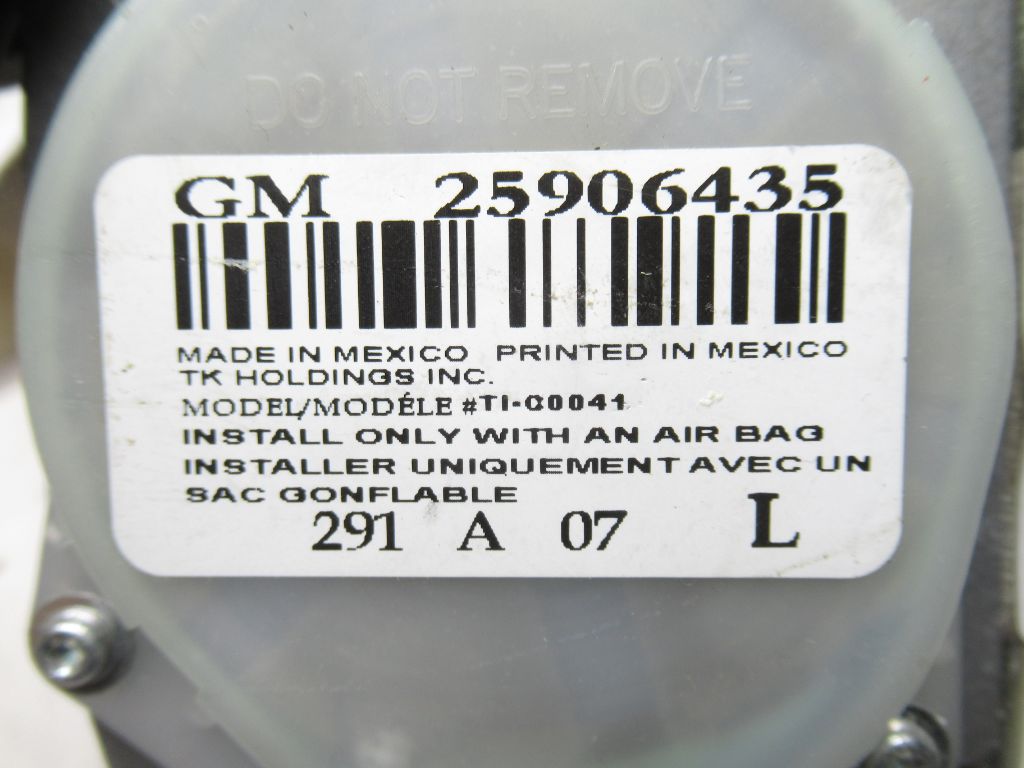 DO NOT REMOVE
GM 25906435
MADE IN MEXICO PRINTED IN MEXICO
TK HOLDINGS INC.
MODEL/MODÉLE #TI-G0041
INSTALL ONLY WITH AN AIR BAG
INSTALLER UNIQUEMENT AVEC UN
SAC GONFLABLE
291 A 07 L